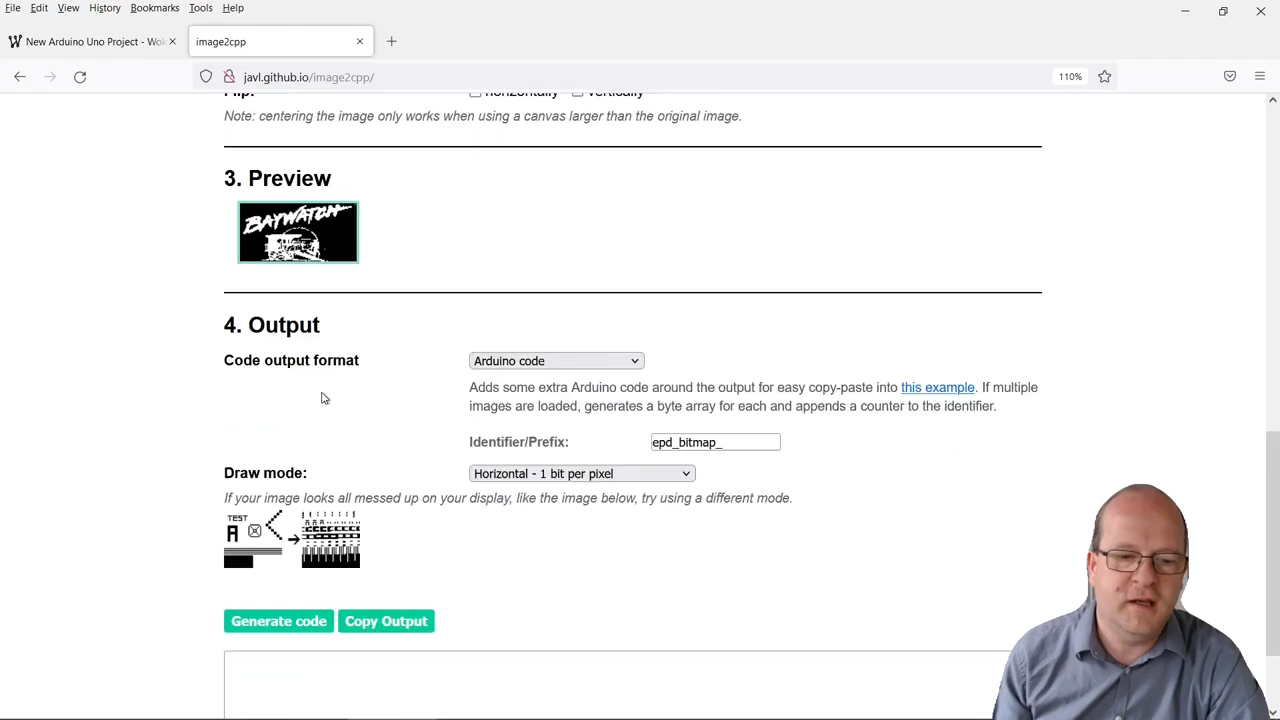 File Edit View History Bookmarks Tools Help
New Arduino Uno Project - Wok
image2cpp
javl.github.io/image2cpp/
110%
Flip: horizontally vertically
Note: centering the image only works when using a canvas larger than the original image.
3. Preview
BAYWATCH
4. Output
Code output format
Arduino code
Adds some extra Arduino code around the output for easy copy-paste into this example. If multiple
images are loaded, generates a byte array for each and appends a counter to the identifier.
Identifier/Prefix: epd_bitmap_
Draw mode: Horizontal - 1 bit per pixel
If your image looks all messed up on your display, like the image below, try using a different mode.
TEST
A
Generate code Copy Output